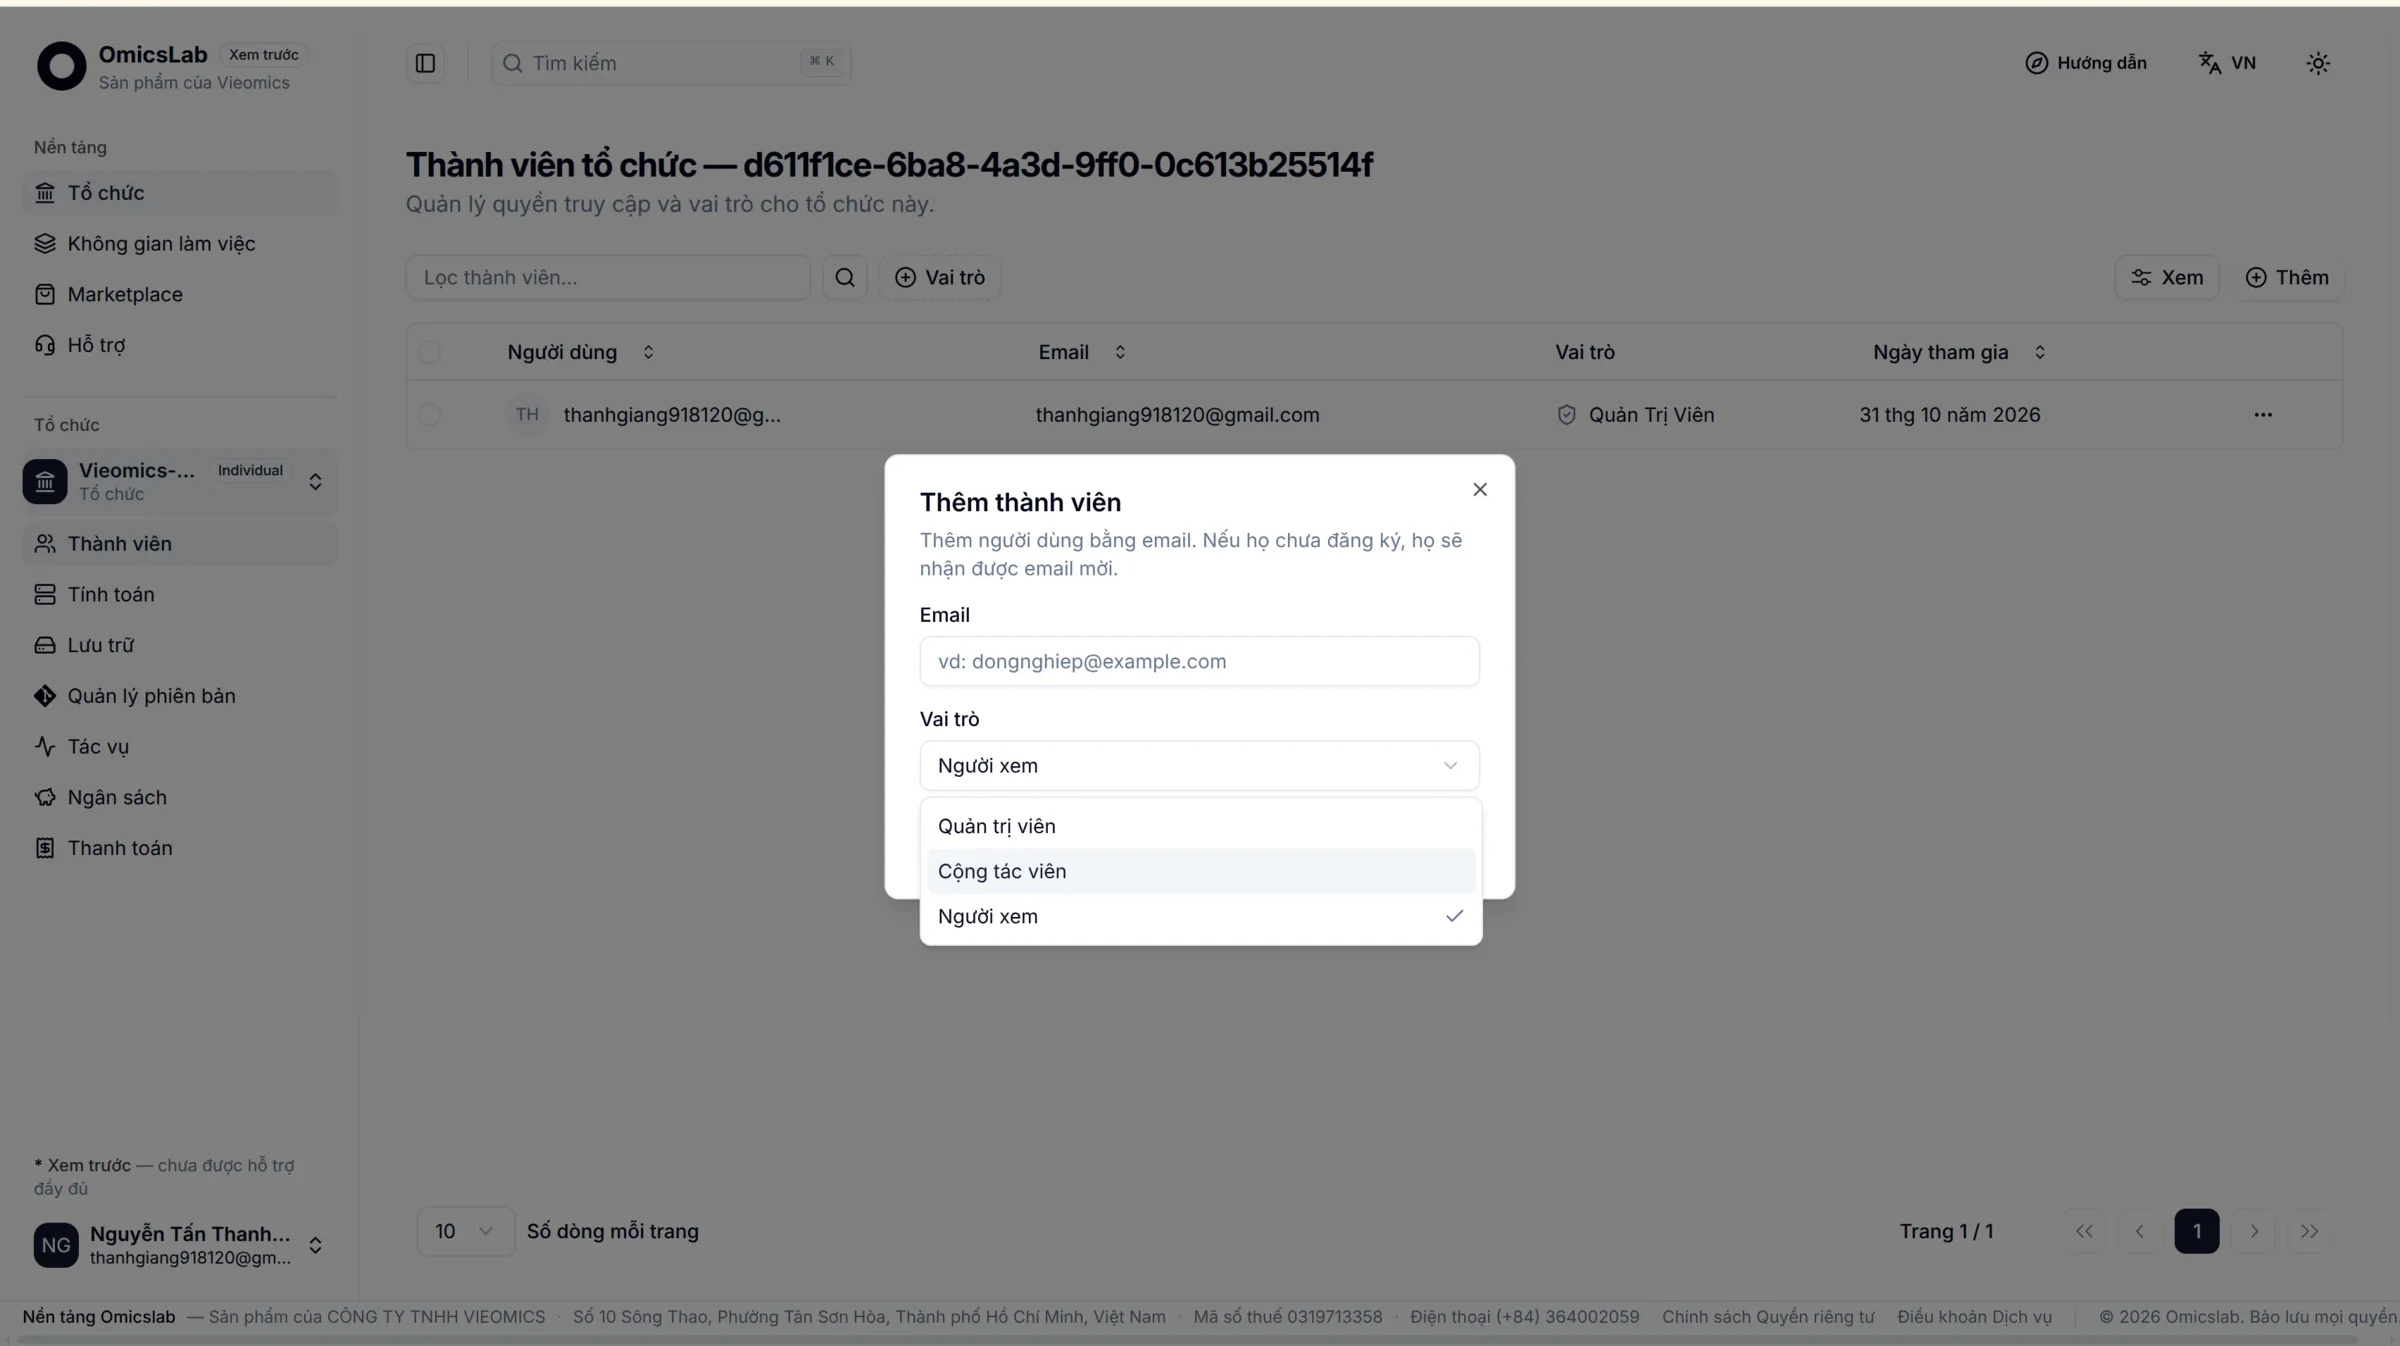 OmicsLab Xem trước
Sản phẩm của Vieomics
Tìm kiếm ⌘ K
Hướng dẫn
VN
Nền tảng
Tổ chức
Không gian làm việc
Marketplace
Hỗ trợ
Tổ chức
Vieomics-... Individual
Tổ chức
Thành viên
Tính toán
Lưu trữ
Quản lý phiên bản
Tác vụ
Ngân sách
Thanh toán
* Xem trước — chưa được hỗ trợ
đầy đủ
NG
Nguyễn Tấn Thanh...
thanhgiang918120@gm...
Thành viên tổ chức — d611f1ce-6ba8-4a3d-9ff0-0c613b25514f
Quản lý quyền truy cập và vai trò cho tổ chức này.
Lọc thành viên...
Vai trò
Xem
Thêm
Người dùng Email Vai trò Ngày tham gia
TH thanhgiang918120@g... thanhgiang918120@gmail.com Quản Trị Viên 31 thg 10 năm 2026
Thêm thành viên
Thêm người dùng bằng email. Nếu họ chưa đăng ký, họ sẽ
nhận được email mời.
Email
vd: dongnghiep@example.com
Vai trò
Người xem
Quản trị viên
Cộng tác viên
Người xem
10 Số dòng mỗi trang
Trang 1 / 1
1
Nền tảng Omicslab — Sản phẩm của CÔNG TY TNHH VIEOMICS · Số 10 Sông Thao, Phường Tân Sơn Hòa, Thành phố Hồ Chí Minh, Việt Nam · Mã số thuế 0319713358 · Điện thoại (+84) 364002059 Chính sách Quyền riêng tư Điều khoản Dịch vụ © 2026 Omicslab. Bảo lưu mọi quyền.